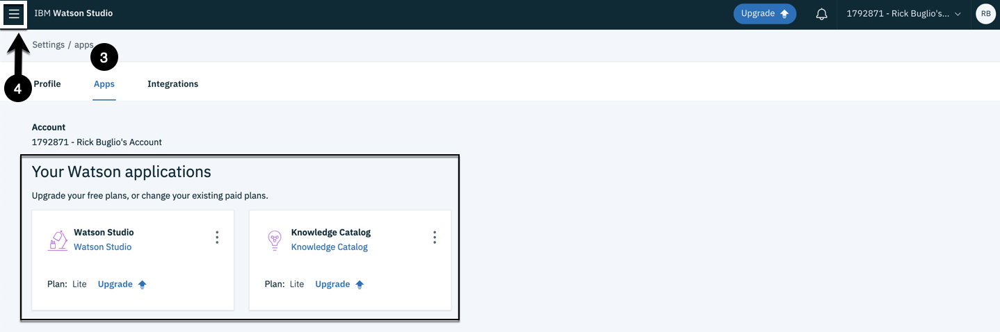 IBM Watson Studio
Upgrade
1792871 - Rick Buglio's...
RB
Settings / apps
3
4
Profile
Apps
Integrations
Account
1792871 - Rick Buglio's Account
Your Watson applications
Upgrade your free plans, or change your existing paid plans.
Watson Studio
Watson Studio
Plan: Lite Upgrade
Knowledge Catalog
Knowledge Catalog
Plan: Lite Upgrade